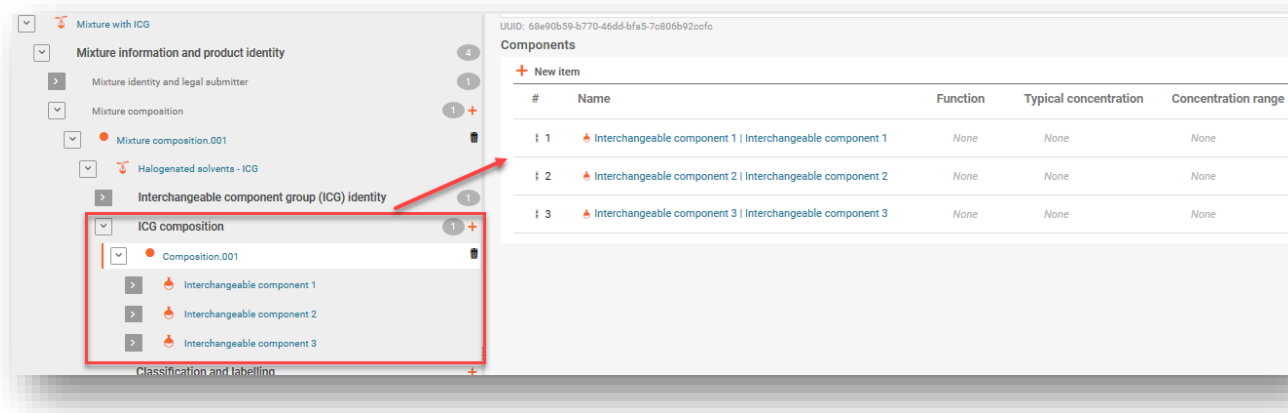 Mixture with ICG
Mixture information and product identity 4
Mixture identity and legal submitter 1
Mixture composition 1 +
Mixture composition.001
Halogenated solvents - ICG
Interchangeable component group (ICG) identity 1
ICG composition 1 +
Composition.001
Interchangeable component 1
Interchangeable component 2
Interchangeable component 3
Classification and labelling +
UUID: 68e90b59-b770-46dd-bfa5-7c806b92ccfc
Components
+ New item
# Name Function Typical concentration Concentration range
1 Interchangeable component 1 | Interchangeable component 1 None None None
2 Interchangeable component 2 | Interchangeable component 2 None None None
3 Interchangeable component 3 | Interchangeable component 3 None None None